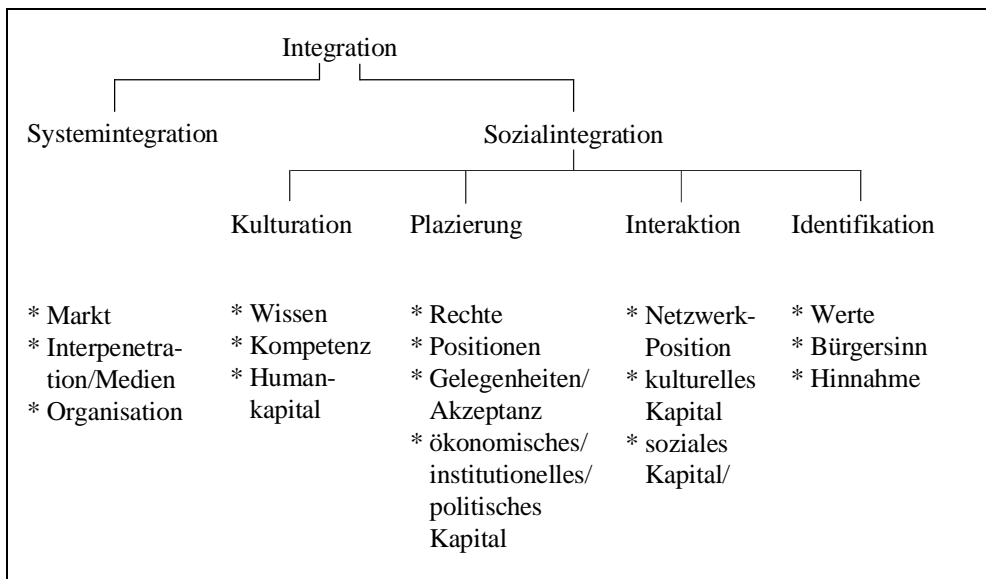 Integration
Systemintegration
Sozialintegration
Kulturation
Plazierung
Interaktion
Identifikation
* Markt
* Interpenetra-
tion/Medien
* Organisation
* Wissen
* Kompetenz
* Human-
kapital
* Rechte
* Positionen
* Gelegenheiten/
Akzeptanz
* ökonomisches/
institutionelles/
politisches
Kapital
* Netzwerk-
Position
* kulturelles
Kapital
* soziales
Kapital/
* Werte
* Bürgersinn
* Hinnahme